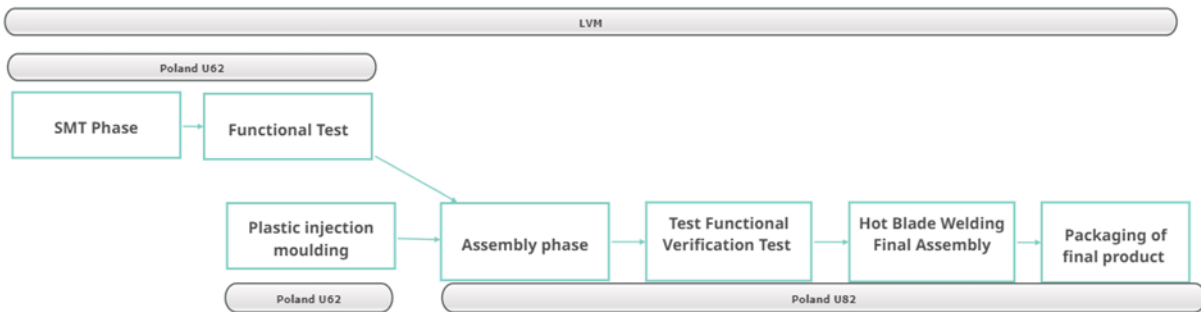 LVM
Poland U62
SMT Phase
Functional Test
Plastic injection
moulding
Assembly phase
Test Functional
Verification Test
Hot Blade Welding
Final Assembly
Packaging of
final product
Poland U62
Poland U82